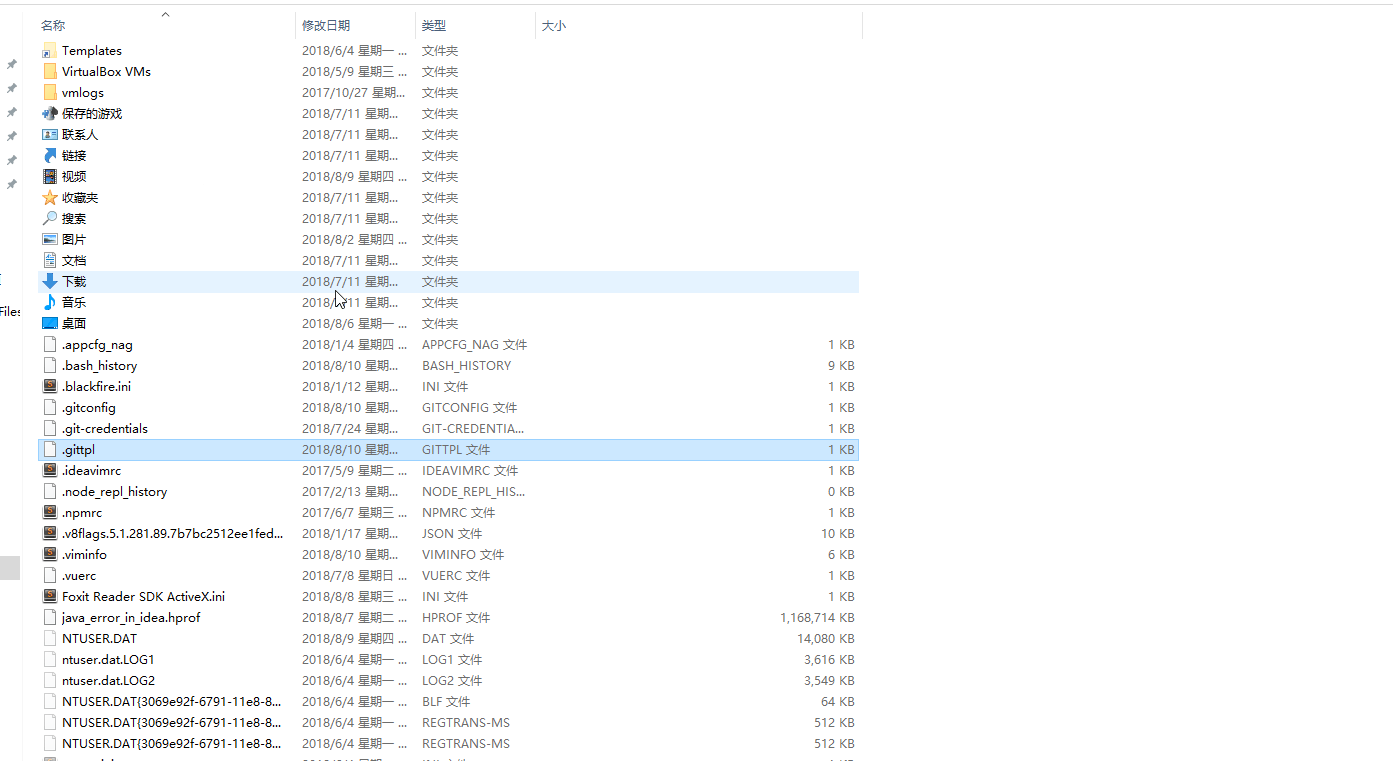 名称 修改日期 类型 大小
Templates 2018/6/4 星期一 ... 文件夹
VirtualBox VMs 2018/5/9 星期三 ... 文件夹
vmlogs 2017/10/27 星期... 文件夹
保存的游戏 2018/7/11 星期... 文件夹
联系人 2018/7/11 星期... 文件夹
链接 2018/7/11 星期... 文件夹
视频 2018/8/9 星期四 ... 文件夹
收藏夹 2018/7/11 星期... 文件夹
搜索 2018/7/11 星期... 文件夹
图片 2018/8/2 星期四 ... 文件夹
文档 2018/7/11 星期... 文件夹
下载 2018/7/11 星期... 文件夹
Files 音乐 2018/7/11 星期... 文件夹
桌面 2018/8/6 星期一 ... 文件夹
.appcfg_nag 2018/1/4 星期四 ... APPCFG_NAG 文件 1 KB
.bash_history 2018/8/10 星期... BASH_HISTORY 9 KB
.blackfire.ini 2018/1/12 星期... INI 文件 1 KB
.gitconfig 2018/8/10 星期... GITCONFIG 文件 1 KB
.git-credentials 2018/7/24 星期... GIT-CREDENTIA... 1 KB
.gittpl 2018/8/10 星期... GITTPL 文件 1 KB
.ideavimrc 2017/5/9 星期二 ... IDEAVIMRC 文件 1 KB
.node_repl_history 2017/2/13 星期... NODE_REPL_HIS... 0 KB
.npmrc 2017/6/7 星期三 ... NPMRC 文件 1 KB
.v8flags.5.1.281.89.7b7bc2512ee1fed... 2018/1/17 星期... JSON 文件 10 KB
.viminfo 2018/8/10 星期... VIMINFO 文件 6 KB
.vuerc 2018/7/8 星期日 ... VUERC 文件 1 KB
Foxit Reader SDK ActiveX.ini 2018/8/8 星期三 ... INI 文件 1 KB
java_error_in_idea.hprof 2018/8/7 星期二 ... HPROF 文件 1,168,714 KB
NTUSER.DAT 2018/8/9 星期四 ... DAT 文件 14,080 KB
ntuser.dat.LOG1 2018/6/4 星期一 ... LOG1 文件 3,616 KB
ntuser.dat.LOG2 2018/6/4 星期一 ... LOG2 文件 3,549 KB
NTUSER.DAT{3069e92f-6791-11e8-8... 2018/6/4 星期一 ... BLF 文件 64 KB
NTUSER.DAT{3069e92f-6791-11e8-8... 2018/6/4 星期一 ... REGTRANS-MS 512 KB
NTUSER.DAT{3069e92f-6791-11e8-8... 2018/6/4 星期一 ... REGTRANS-MS 512 KB